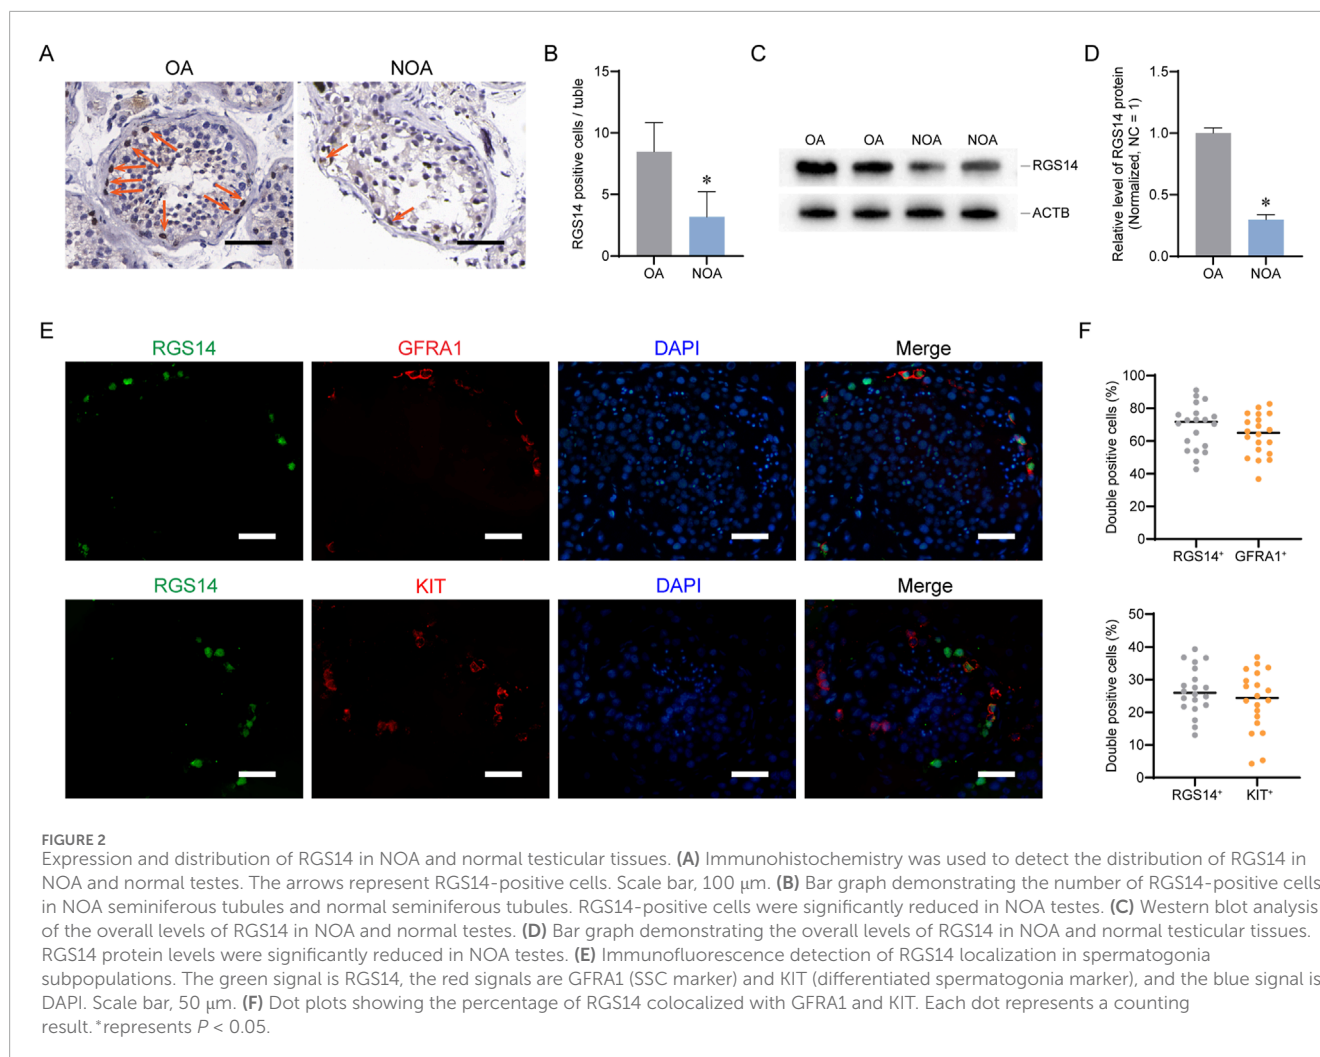 A
OA
NOA
B
RGS14 positive cells / tuble
15
10
5
0
*
OA
NOA
C
OA
OA
NOA
NOA
RGS14
ACTB
D
Relative level of RGS14 protein
(Normalized, NC = 1)
1.5
1.0
0.5
0.0
*
OA
NOA
E
RGS14
GFRA1
DAPI
Merge
RGS14
KIT
DAPI
Merge
F
Double positive cells (%)
100
80
60
40
20
0
RGS14⁺
GFRA1⁺
Double positive cells (%)
50
40
30
20
10
0
RGS14⁺
KIT⁺
FIGURE 2
Expression and distribution of RGS14 in NOA and normal testicular tissues. (A) Immunohistochemistry was used to detect the distribution of RGS14 in
NOA and normal testes. The arrows represent RGS14-positive cells. Scale bar, 100 μm. (B) Bar graph demonstrating the number of RGS14-positive cells
in NOA seminiferous tubules and normal seminiferous tubules. RGS14-positive cells were significantly reduced in NOA testes. (C) Western blot analysis
of the overall levels of RGS14 in NOA and normal testes. (D) Bar graph demonstrating the overall levels of RGS14 in NOA and normal testicular tissues.
RGS14 protein levels were significantly reduced in NOA testes. (E) Immunofluorescence detection of RGS14 localization in spermatogonia
subpopulations. The green signal is RGS14, the red signals are GFRA1 (SSC marker) and KIT (differentiated spermatogonia marker), and the blue signal is
DAPI. Scale bar, 50 μm. (F) Dot plots showing the percentage of RGS14 colocalized with GFRA1 and KIT. Each dot represents a counting
result. *represents P < 0.05.